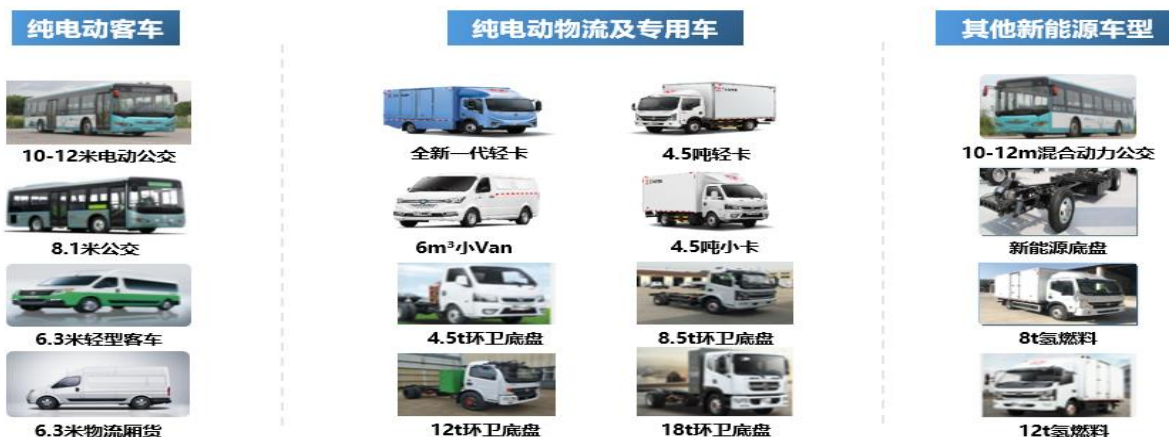 纯电动客车
纯电动物流及专用车
其他新能源车型
10-12米电动公交
全新一代轻卡
4.5吨轻卡
10-12m混合动力公交
8.1米公交
6m³小Van
4.5吨小卡
新能源底盘
6.3米轻型客车
4.5t环卫底盘
8.5t环卫底盘
8t氢燃料
6.3米物流厢货
12t环卫底盘
18t环卫底盘
12t氢燃料